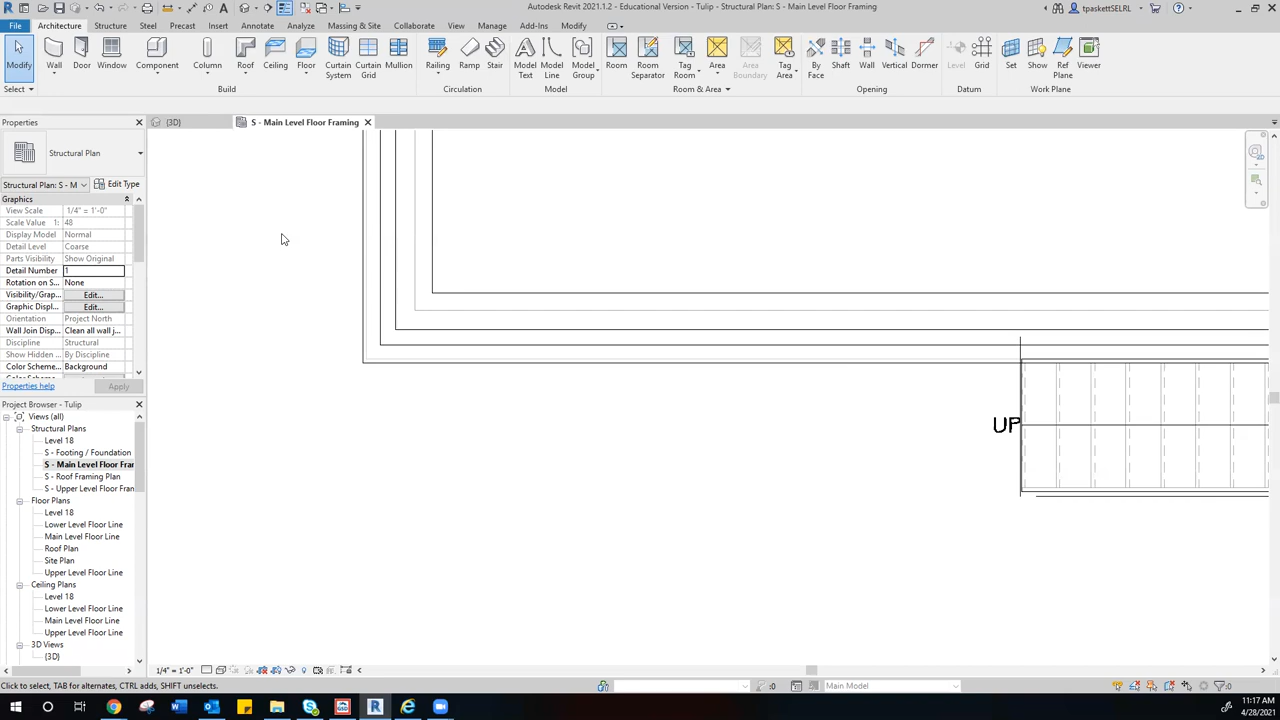 Autodesk Revit 2021.1.2 - Educational Version - Tulip - Structural Plan: S - Main Level Floor Framing
tpaskettSELRL
File Architecture Structure Steel Precast Systems Insert Annotate Analyze Massing & Site Collaborate View Manage Add-Ins Modify
Modify Wall Door Window Component Column Roof Ceiling Floor Curtain System Curtain Grid Mullion Railing Ramp Stair Model Text Model Line Model Group Room Room Separator Tag Room Area Area Boundary Tag Area By Face Shaft Wall Vertical Dormer Level Grid Set Show Ref Plane Viewer
Select Build Circulation Model Room & Area Opening Datum Work Plane
Properties
{3D}
S - Main Level Floor Framing
Structural Plan
Structural Plan: S - M
Edit Type
Graphics
View Scale 1/4" = 1'-0"
Scale Value 1: 48
Display Model Normal
Detail Level Coarse
Parts Visibility Show Original
Detail Number 1
Rotation on S... None
Visibility/Grap... Edit...
Graphic Displ... Edit...
Orientation Project North
Wall Join Disp... Clean all wall j...
Discipline Structural
Show Hidden ... By Discipline
Color Scheme... Background
Properties help Apply
UP
Project Browser - Tulip
Views (all)
Structural Plans
Level 18
S - Footing / Foundation
S - Main Level Floor Frar
S - Roof Framing Plan
S - Upper Level Floor Fran
Floor Plans
Level 18
Lower Level Floor Line
Main Level Floor Line
Roof Plan
Site Plan
Upper Level Floor Line
Ceiling Plans
Level 18
Lower Level Floor Line
Main Level Floor Line
Upper Level Floor Line
3D Views
{3D}
1/4" = 1'-0"
Click to select, TAB for alternates, CTRL adds, SHIFT unselects.
:0
Main Model
:0
11:17 AM
4/28/2021